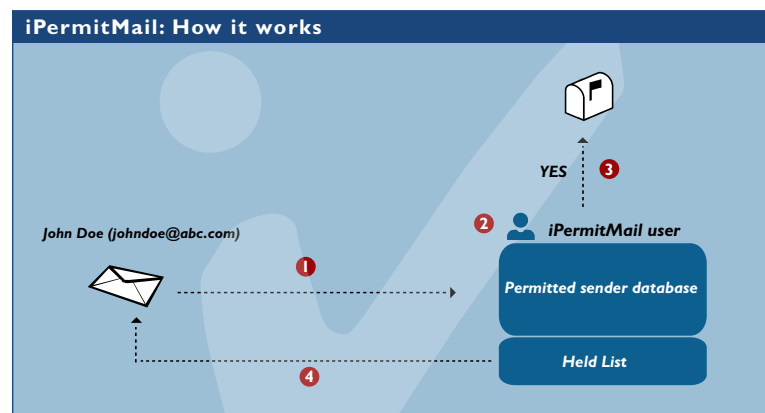 iPermitMail: How it works
YES
3
2
iPermitMail user
John Doe (johndoe@abc.com)
1
Permitted sender database
Held List
4